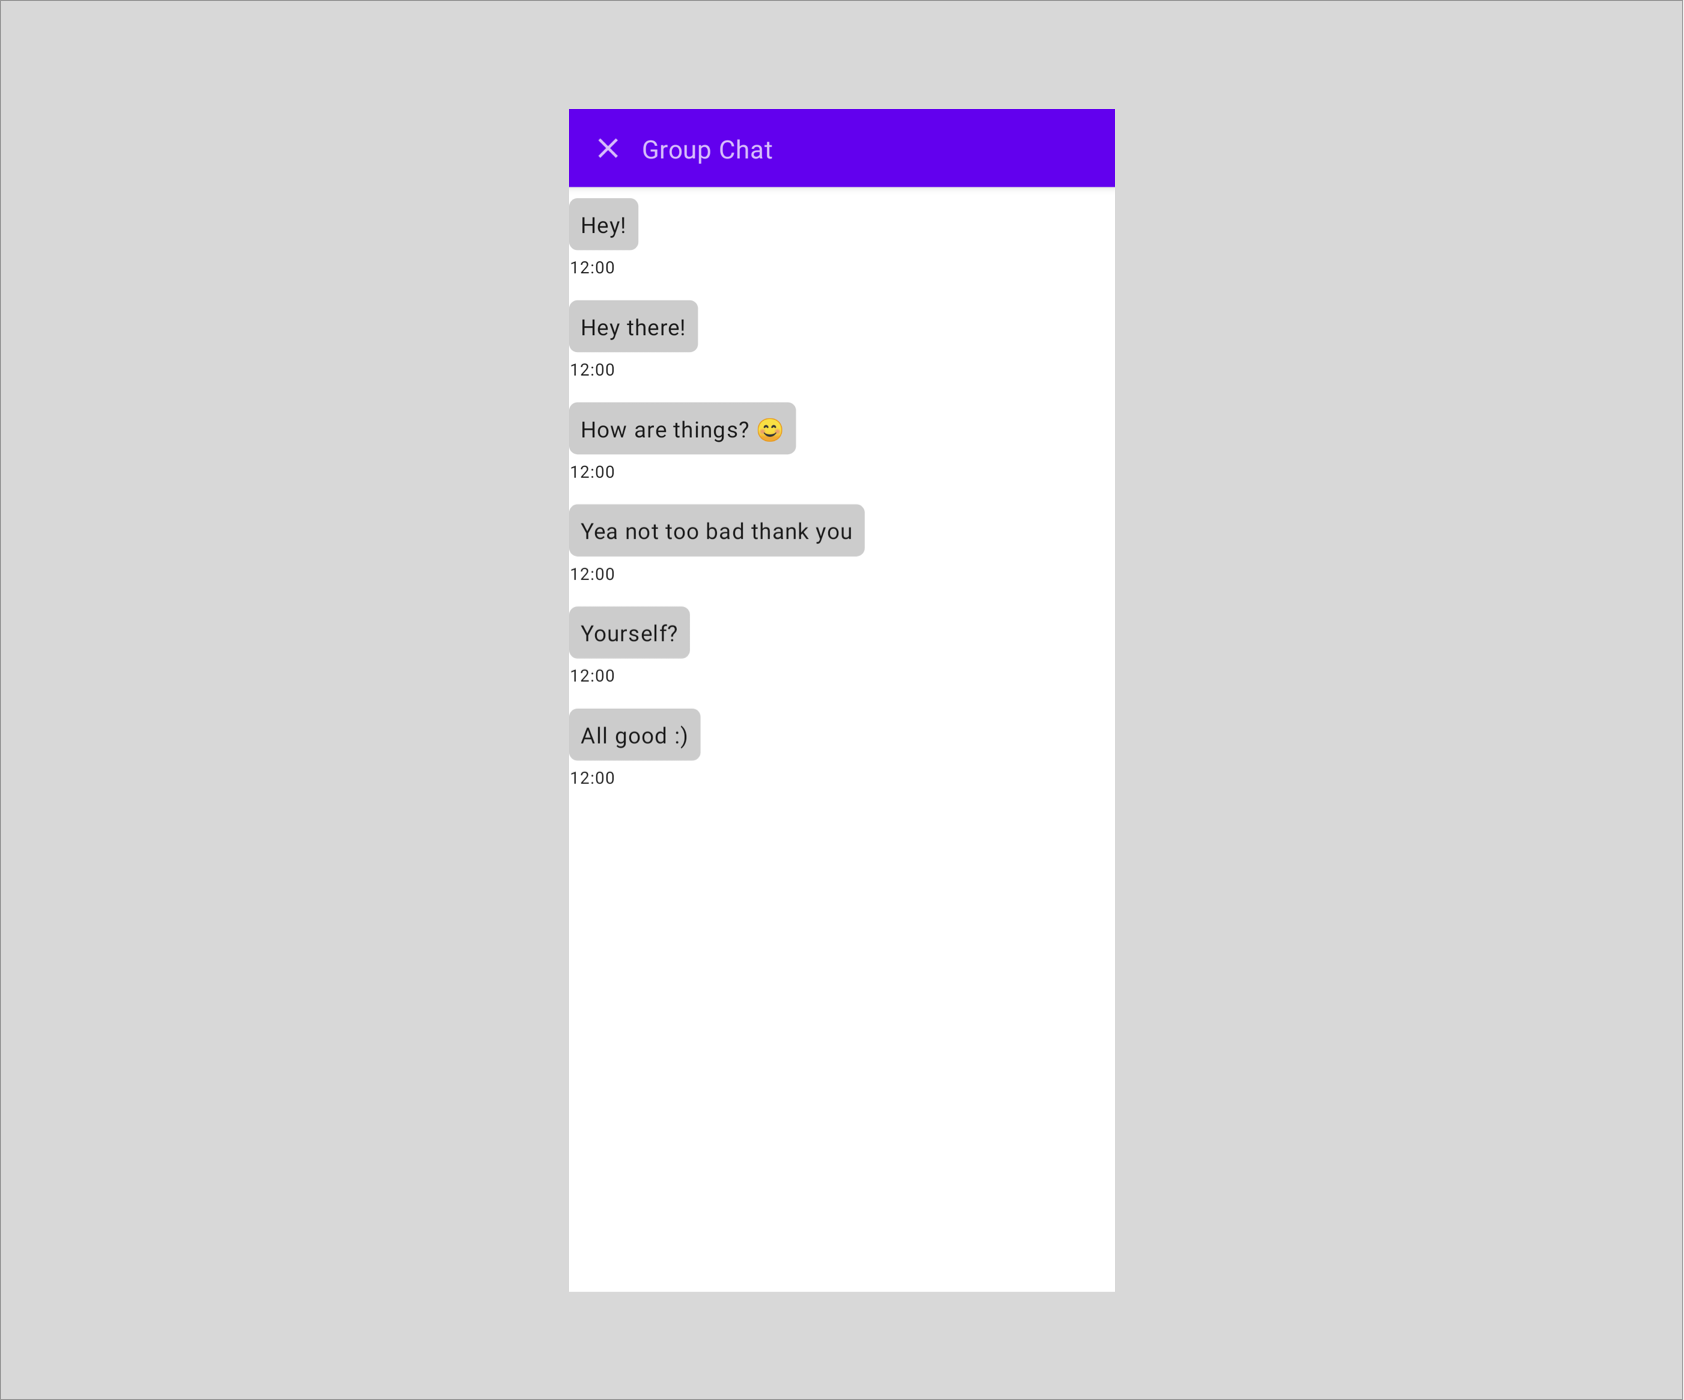 Group Chat
Hey!
12:00
Hey there!
12:00
How are things? 😊
12:00
Yea not too bad thank you
12:00
Yourself?
12:00
All good :)
12:00